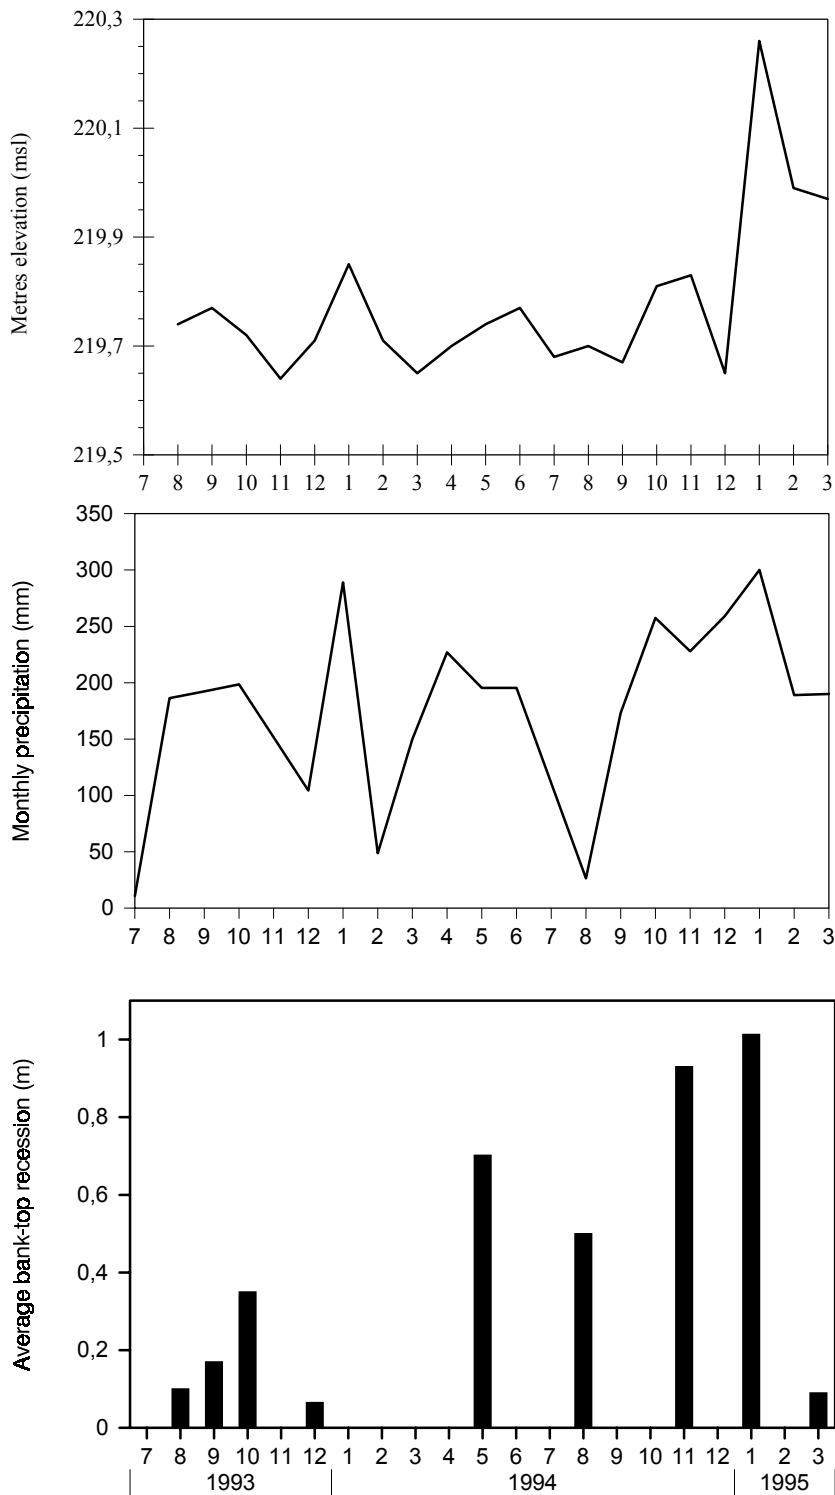 Metres elevation (msl)
220,3
220,1
219,9
219,7
219,5
7 8 9 10 11 12 1 2 3 4 5 6 7 8 9 10 11 12 1 2 3
Monthly precipitation (mm)
350
300
250
200
150
100
50
0
7 8 9 10 11 12 1 2 3 4 5 6 7 8 9 10 11 12 1 2 3
Average bank-top recession (m)
1
0,8
0,6
0,4
0,2
0
7 8 9 10 11 12 1 2 3 4 5 6 7 8 9 10 11 12 1 2 3
1993 1994 1995